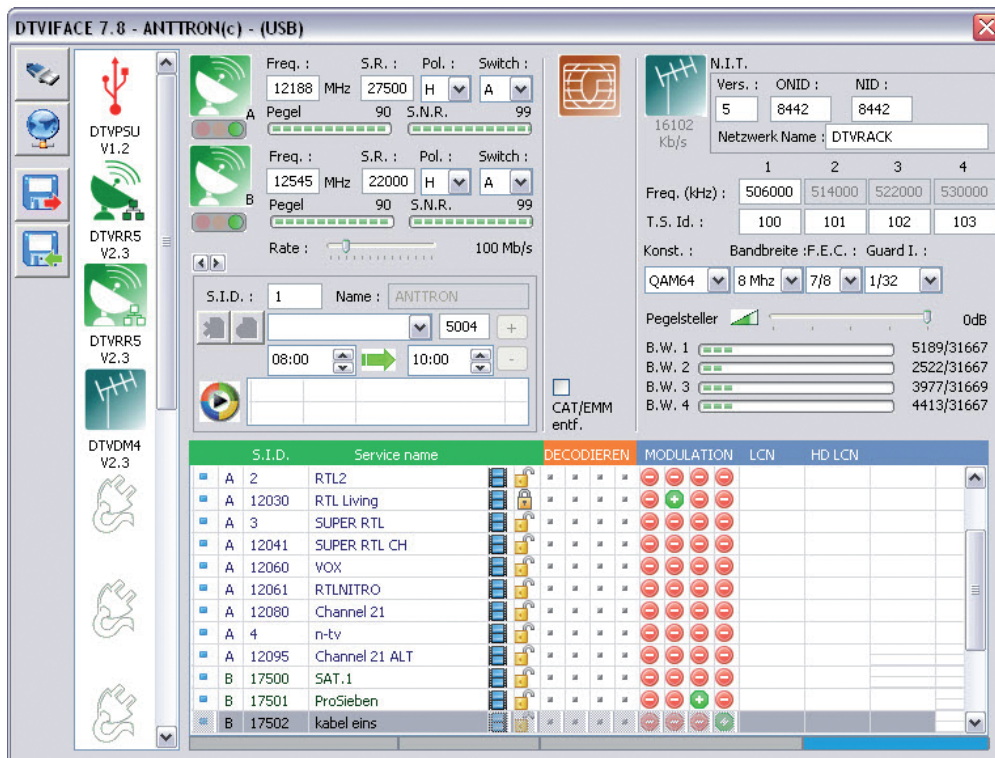 DTVIFACE 7.8 - ANTTRON(c) - (USB)
DTVPSU
V1.2
DTVRR5
V2.3
DTVRR5
V2.3
DTVDM4
V2.3
Freq. : S.R. : Pol. : Switch :
12188 MHz 27500 H A
A Pegel 90 S.N.R. 99
Freq. : S.R. : Pol. : Switch :
12545 MHz 22000 H A
B Pegel 90 S.N.R. 99
Rate : 100 Mb/s
S.I.D. : 1 Name : ANTTRON
5004 +
08:00 10:00 -
CAT/EMM
entf.
N.I.T.
Vers. : ONID : NID :
5 8442 8442
16102
Kb/s
Netzwerk Name : DTVRACK
1 2 3 4
Freq. (kHz) : 506000 514000 522000 530000
T.S. Id. : 100 101 102 103
Konst. : Bandbreite : F.E.C. : Guard I. :
QAM64 8 Mhz 7/8 1/32
Pegelsteller 0dB
B.W. 1 5189/31667
B.W. 2 2522/31667
B.W. 3 3977/31669
B.W. 4 4413/31667
S.I.D. Service name DECODIEREN MODULATION LCN HD LCN
A 2 RTL2
A 12030 RTL Living
A 3 SUPER RTL
A 12041 SUPER RTL CH
A 12060 VOX
A 12061 RTLNITRO
A 12080 Channel 21
A 4 n-tv
A 12095 Channel 21 ALT
B 17500 SAT.1
B 17501 ProSieben
B 17502 kabel eins